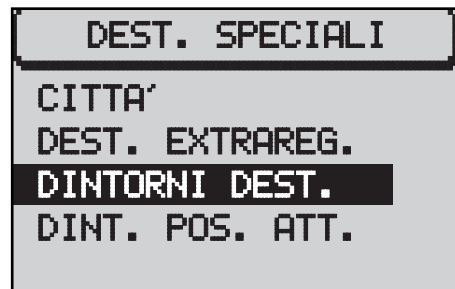 DEST. SPECIALI
CITTA'
DEST. EXTRAREG.
DINTORNI DEST.
DINT. POS. ATT.